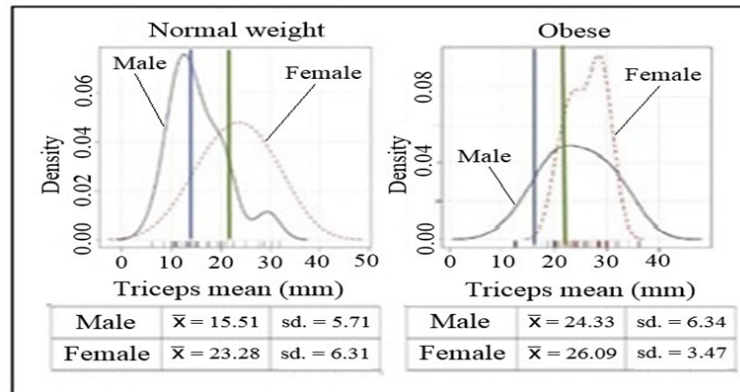 Normal weight
Male
Female
Density
0.00 0.02 0.04 0.06
0 10 20 30 40 50
Triceps mean (mm)
Male x̅ = 15.51 sd. = 5.71
Female x̅ = 23.28 sd. = 6.31
Obese
Female
Male
Density
0.00 0.04 0.08
0 10 20 30 40
Triceps mean (mm)
Male x̅ = 24.33 sd. = 6.34
Female x̅ = 26.09 sd. = 3.47